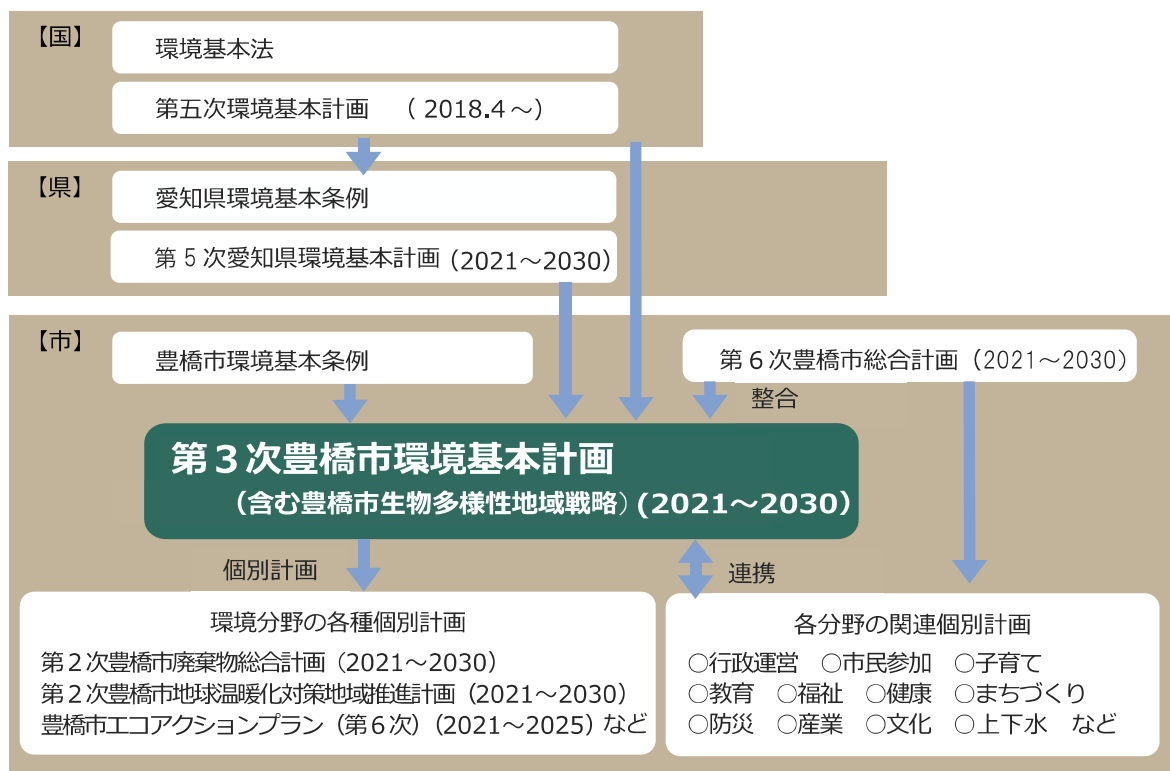 【国】
環境基本法
第五次環境基本計画 （ 2018.4～）
【県】
愛知県環境基本条例
第５次愛知県環境基本計画（2021～2030）
【市】
豊橋市環境基本条例
第６次豊橋市総合計画（2021～2030）
整合
第３次豊橋市環境基本計画
（含む豊橋市生物多様性地域戦略）（2021～2030）
個別計画
連携
環境分野の各種個別計画
第２次豊橋市廃棄物総合計画（2021～2030）
第２次豊橋市地球温暖化対策地域推進計画（2021～2030）
豊橋市エコアクションプラン（第６次）（2021～2025）など
各分野の関連個別計画
○行政運営 ○市民参加 ○子育て
○教育 ○福祉 ○健康 ○まちづくり
○防災 ○産業 ○文化 ○上下水 など